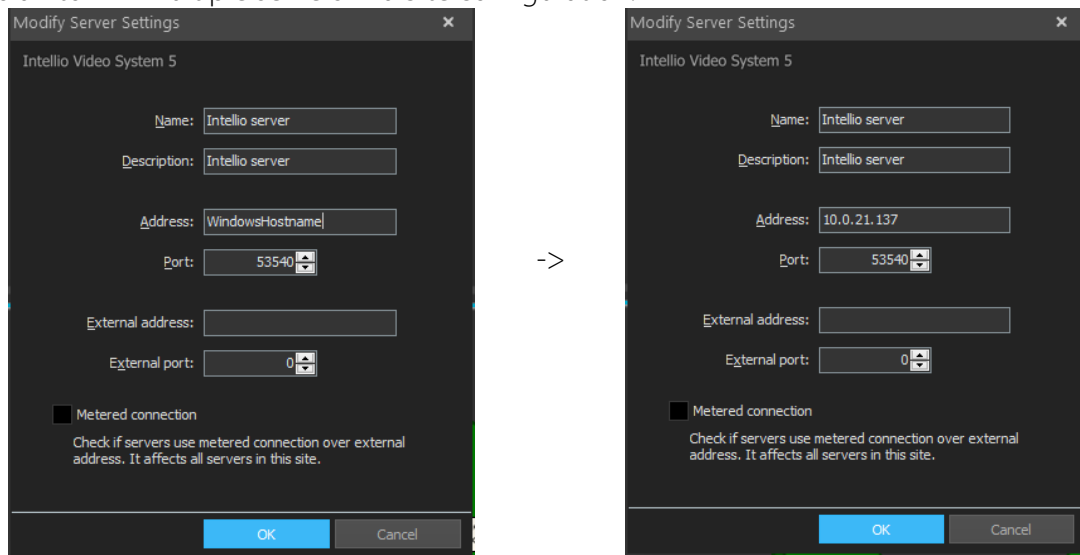 Modify Server Settings
Intellio Video System 5
Name: Intellio server
Description: Intellio server
Address: WindowsHostname
Port: 53540
External address:
External port: 0
Metered connection
Check if servers use metered connection over external
address. It affects all servers in this site.
OK Cancel
->
Modify Server Settings
Intellio Video System 5
Name: Intellio server
Description: Intellio server
Address: 10.0.21.137
Port: 53540
External address:
External port: 0
Metered connection
Check if servers use metered connection over external
address. It affects all servers in this site.
OK Cancel